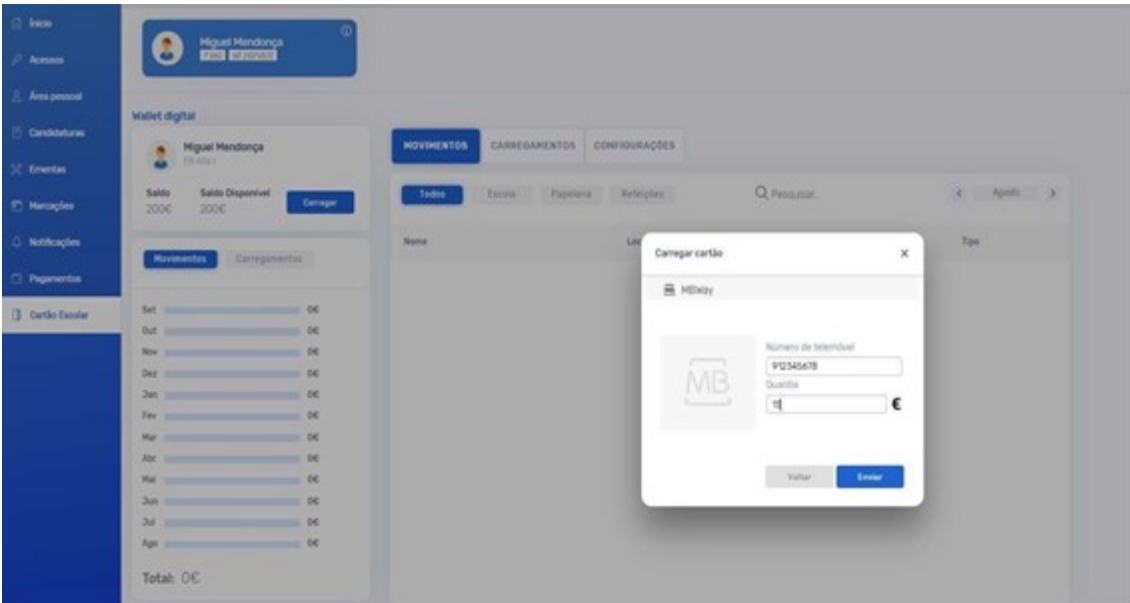 Início
Acessos
Área pessoal
Candidaturas
Ementas
Marcações
Notificações
Pagamentos
Cartão Escolar
Miguel Mendonça
Wallet digital
Miguel Mendonça
Saldo Saldo Disponível
200€ 200€ Carregar
Movimentos Carregamentos
Set 0€
Out 0€
Nov 0€
Dez 0€
Jan 0€
Fev 0€
Mar 0€
Abr 0€
Mai 0€
Jun 0€
Jul 0€
Ago 0€
Total: 0€
MOVIMENTOS CARREGAMENTOS CONFIGURAÇÕES
Todos Escola Papelaria Refeições Pesquisar... < Agosto >
Nome Tipo
Carregar cartão X
MBWay
MB
Número de telemóvel
912345678
Quantia
€
Voltar Enviar